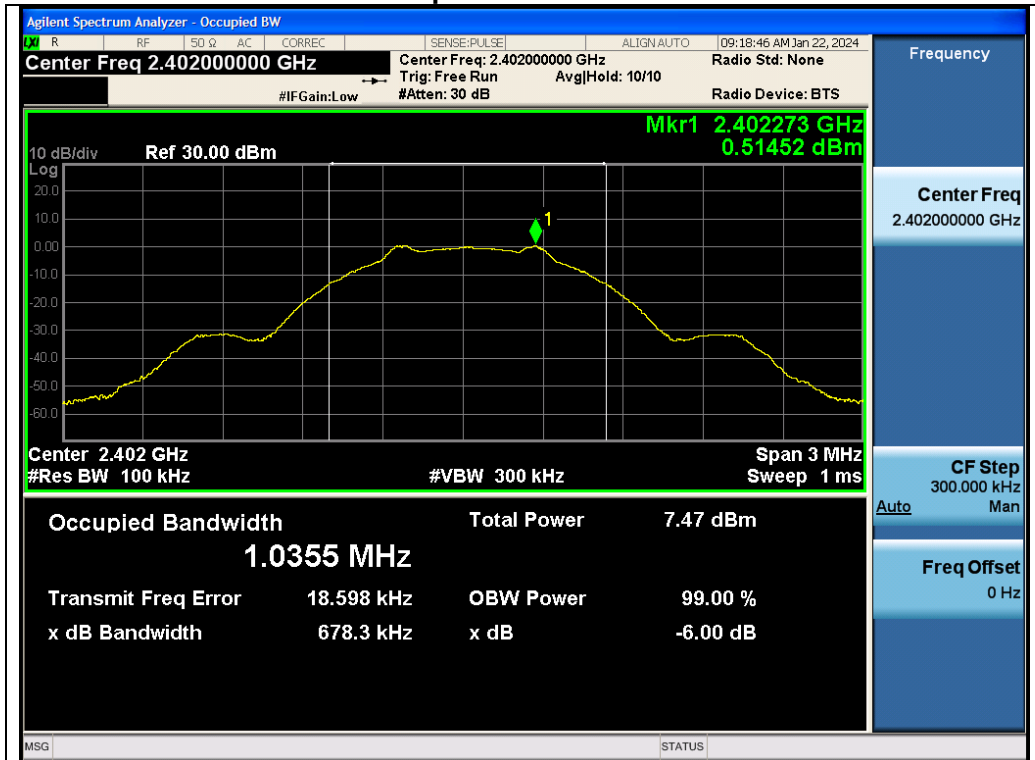 Agilent Spectrum Analyzer - Occupied BW
LXI R RF 50 Ω AC CORREC SENSE:PULSE ALIGN AUTO 09:18:46 AM Jan 22, 2024
Center Freq 2.402000000 GHz Center Freq: 2.402000000 GHz Radio Std: None
Trig: Free Run Avg|Hold: 10/10
#IFGain:Low #Atten: 30 dB Radio Device: BTS
Mkr1 2.402273 GHz
10 dB/div Ref 30.00 dBm 0.51452 dBm
Log
20.0
10.0
1
0.00
-10.0
-20.0
-30.0
-40.0
-50.0
-60.0
Center 2.402 GHz Span 3 MHz
#Res BW 100 kHz #VBW 300 kHz Sweep 1 ms
Occupied Bandwidth Total Power 7.47 dBm
1.0355 MHz
Transmit Freq Error 18.598 kHz OBW Power 99.00 %
x dB Bandwidth 678.3 kHz x dB -6.00 dB
MSG STATUS
Frequency
Center Freq
2.402000000 GHz
CF Step
300.000 kHz
Auto Man
Freq Offset
0 Hz